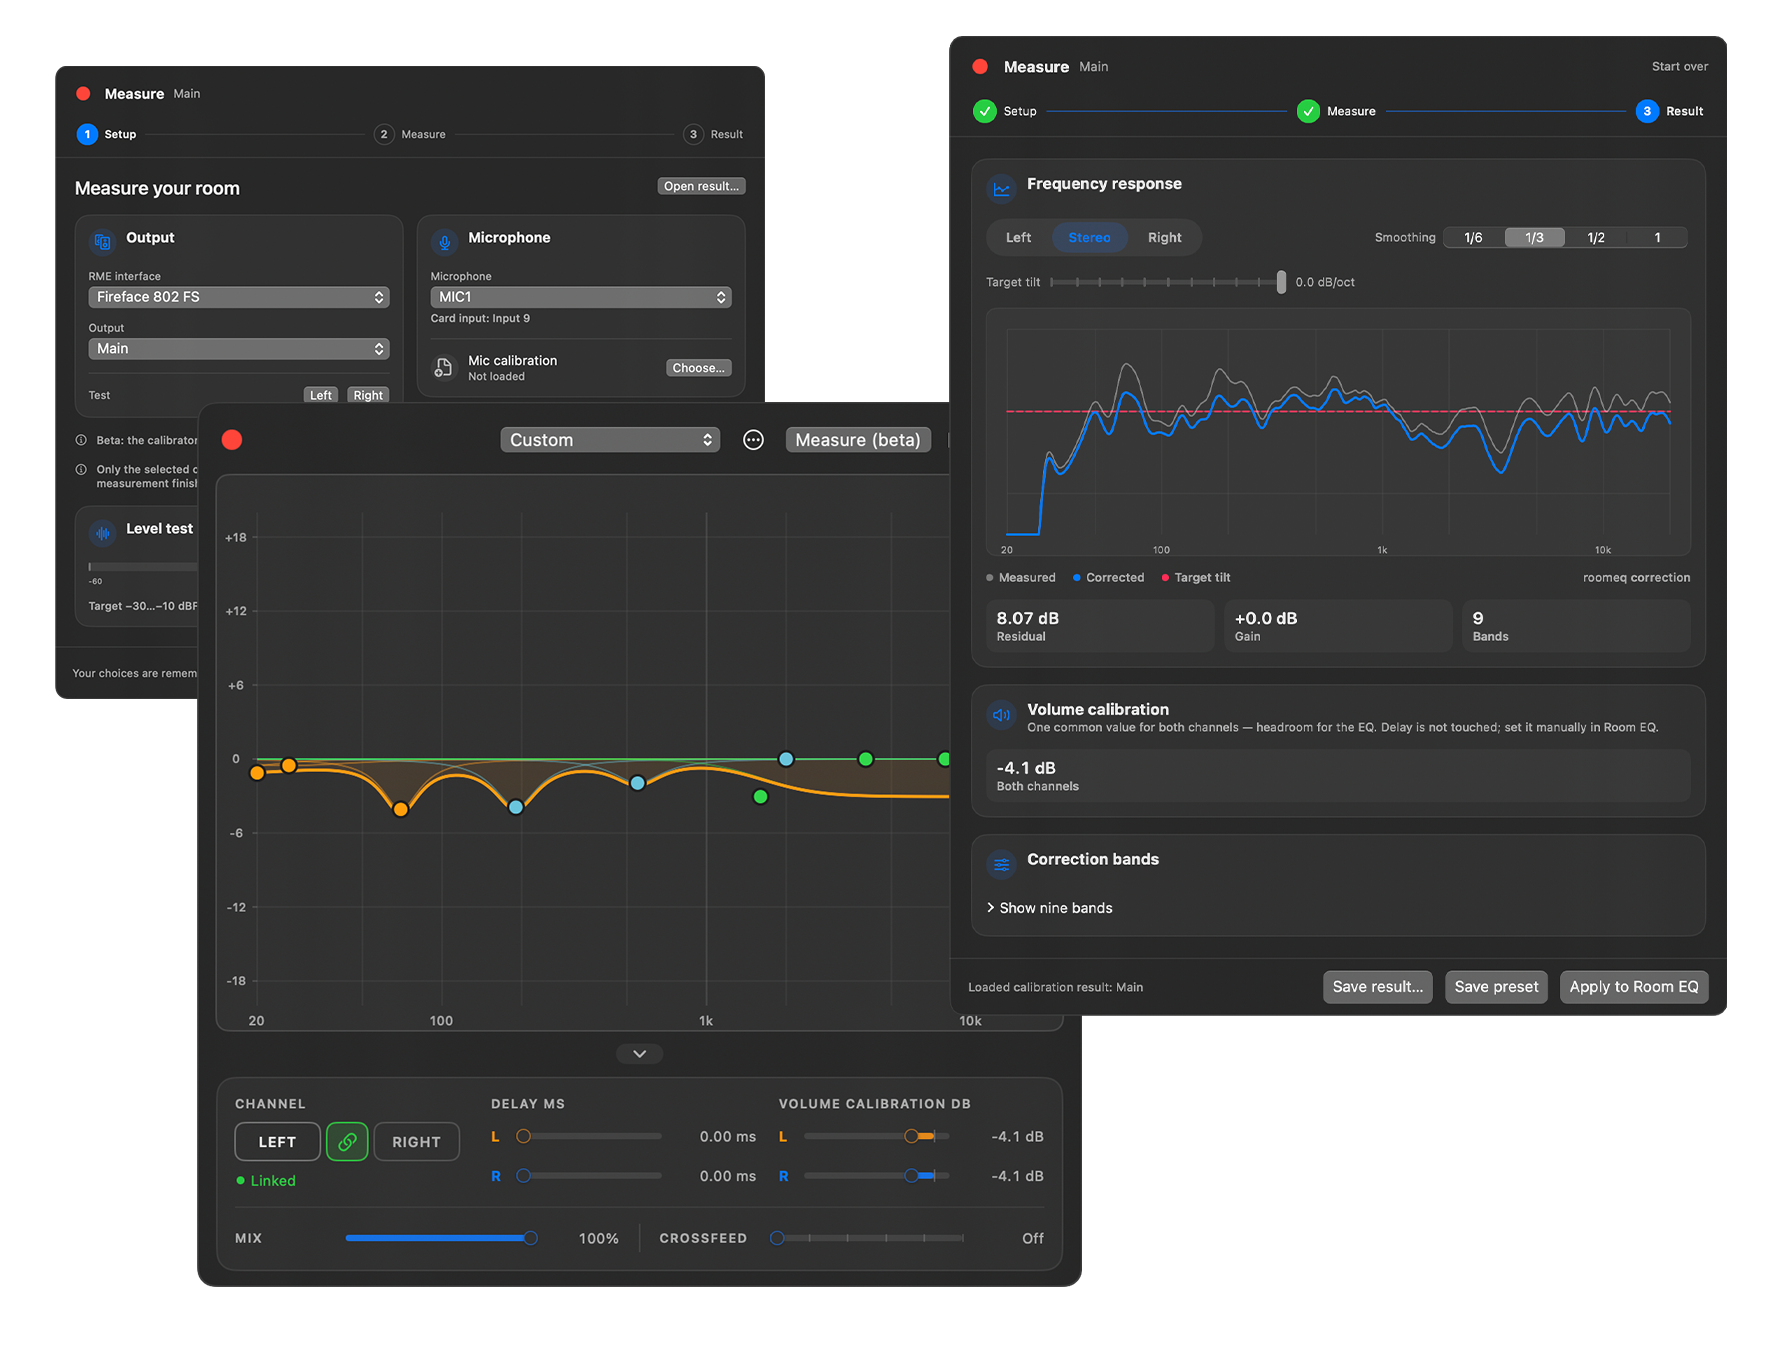 Measure Main
1 Setup 2 Measure 3 Result
Measure your room Open result...
Output
RME interface
Fireface 802 FS
Output
Main
Test Left Right
Microphone
Microphone
MIC1
Card input: Input 9
Mic calibration
Not loaded
Choose...
Beta: the calibrator
Only the selected
measurement finish
Level test
-60
Target −30...−10 dBF
Your choices are remem
Custom Measure (beta)
+18
+12
+6
0
-6
-12
-18
20 100 1k 10k
CHANNEL
LEFT RIGHT
Linked
DELAY MS
L 0.00 ms
R 0.00 ms
VOLUME CALIBRATION DB
L -4.1 dB
R -4.1 dB
MIX 100% CROSSFEED Off
Measure Main Start over
Setup Measure 3 Result
Frequency response
Left Stereo Right Smoothing 1/6 1/3 1/2 1
Target tilt 0.0 dB/oct
20 100 1k 10k
Measured Corrected Target tilt roomeq correction
8.07 dB
Residual
+0.0 dB
Gain
9
Bands
Volume calibration
One common value for both channels — headroom for the EQ. Delay is not touched; set it manually in Room EQ.
-4.1 dB
Both channels
Correction bands
Show nine bands
Loaded calibration result: Main Save result... Save preset Apply to Room EQ